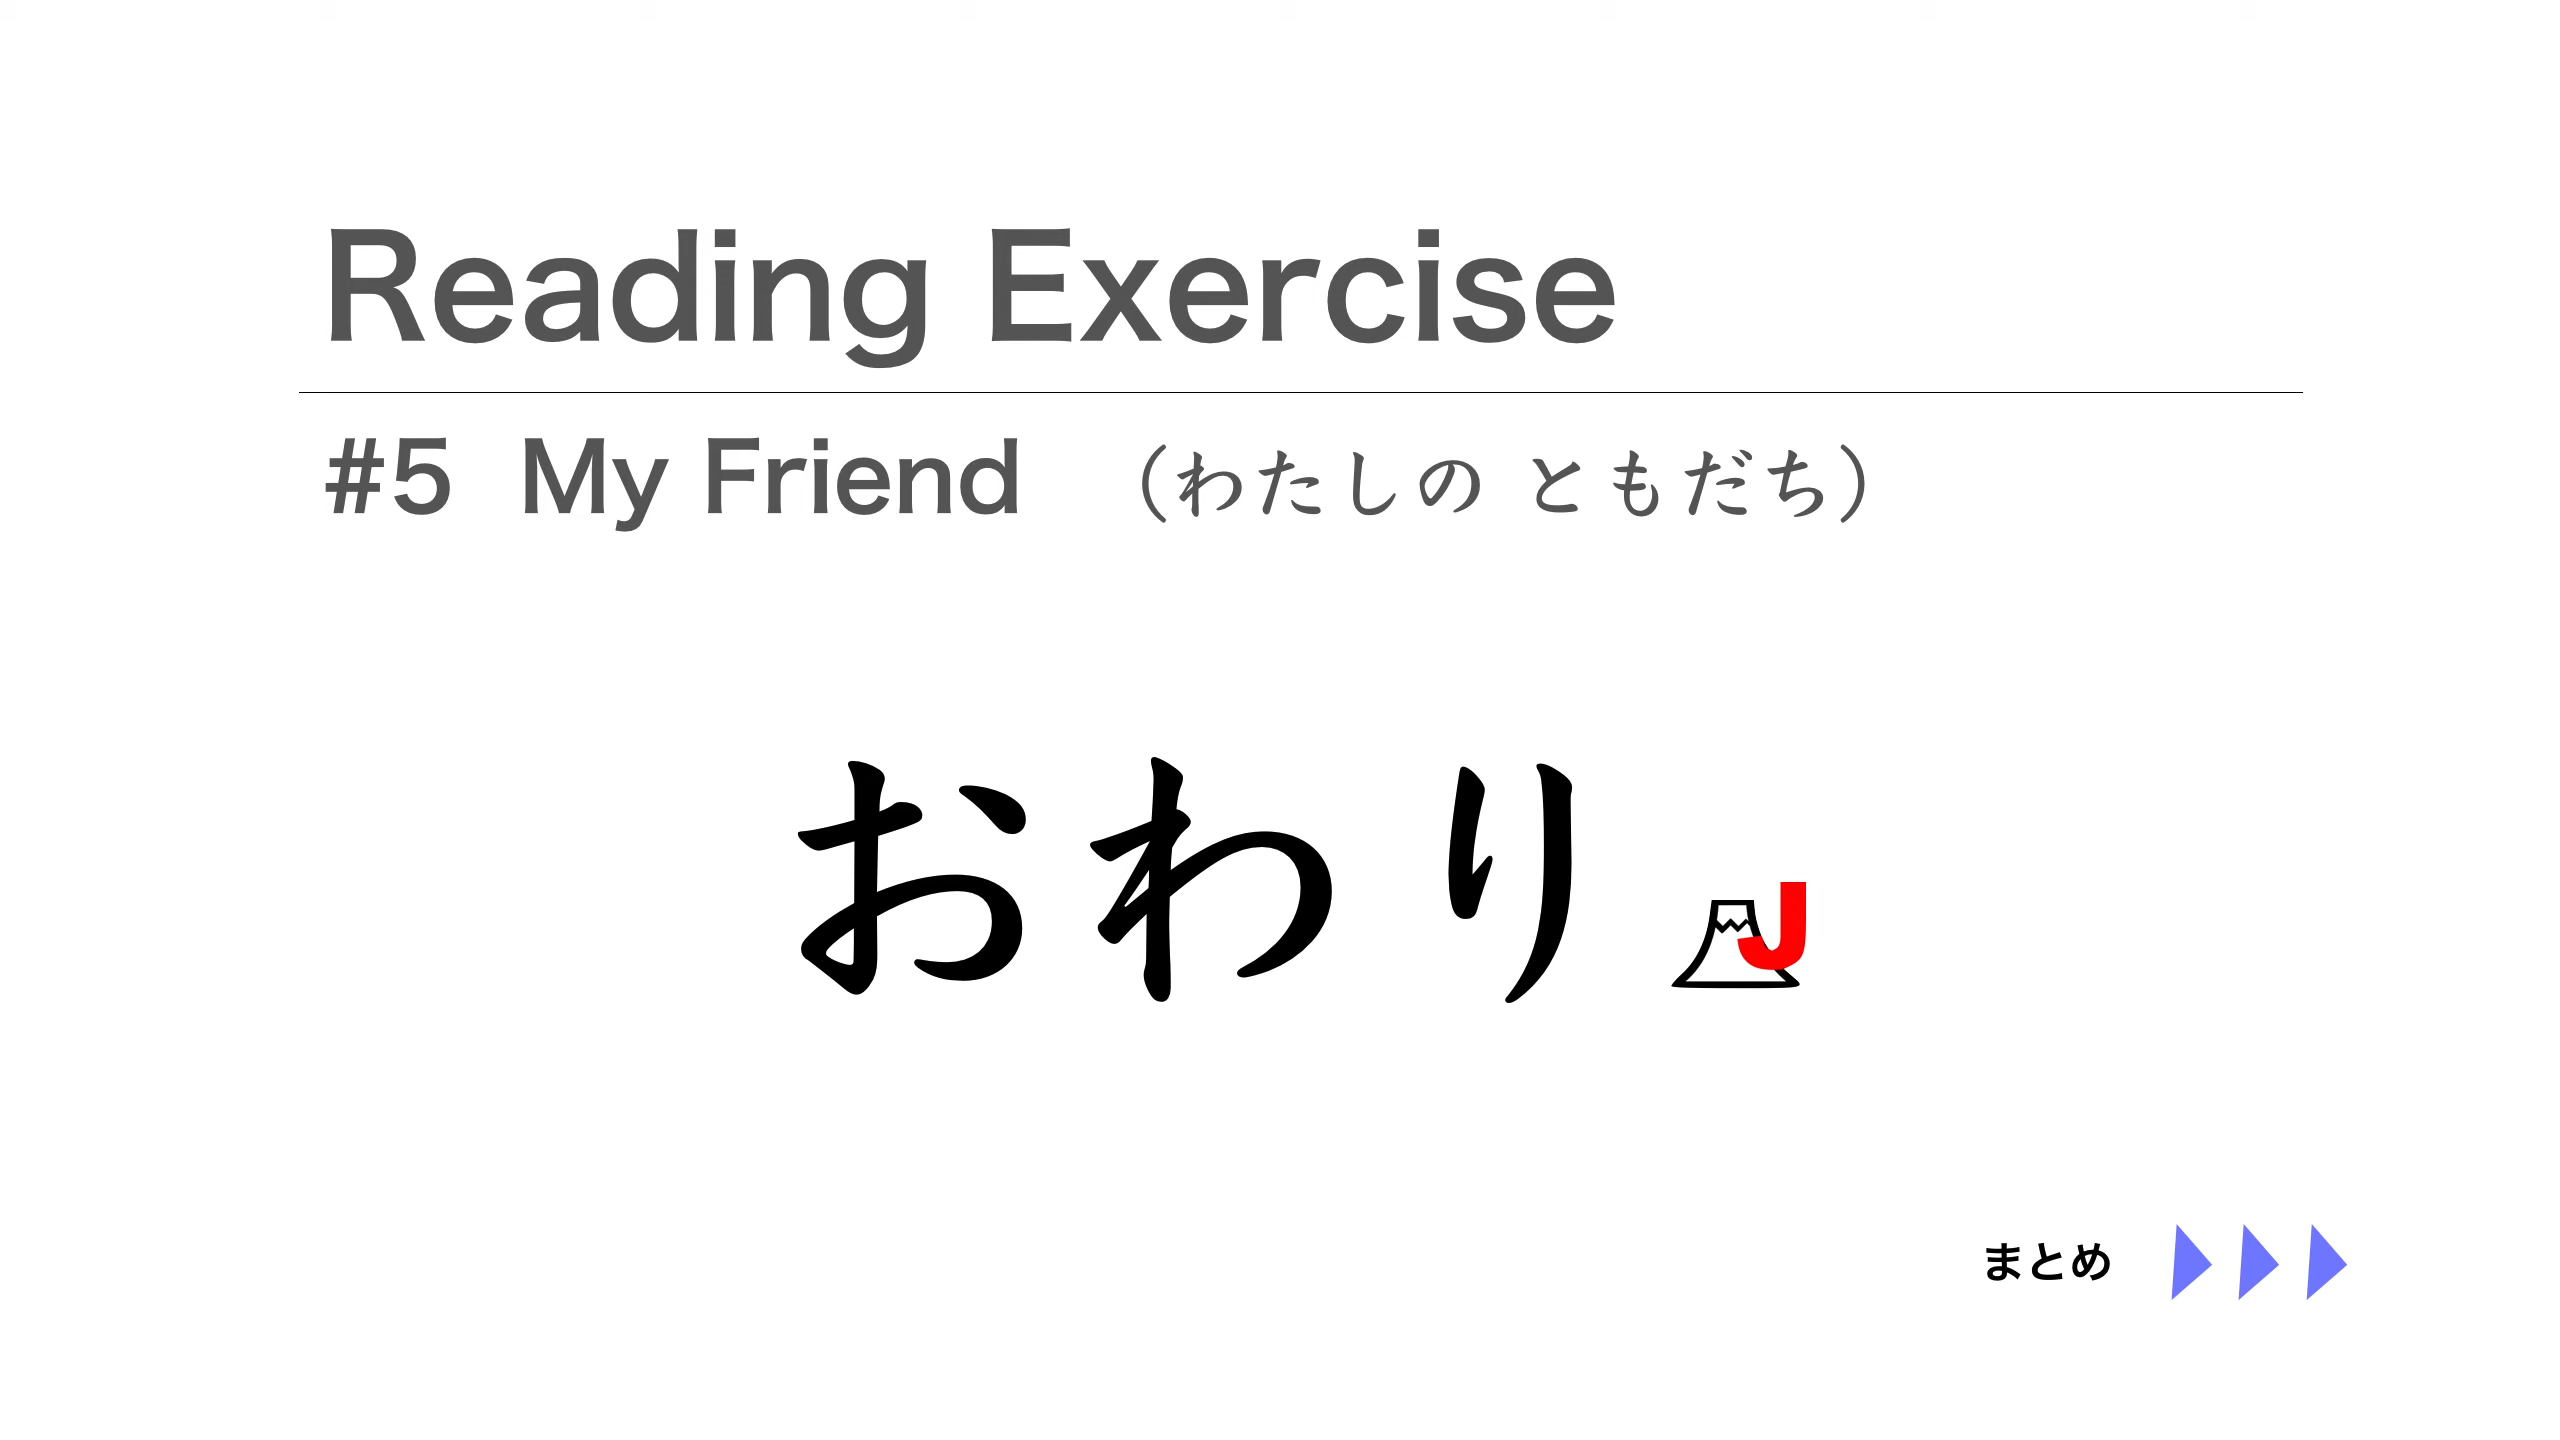 Reading Exercise
#5 My Friend （わたしの ともだち）
おわり
J
まとめ